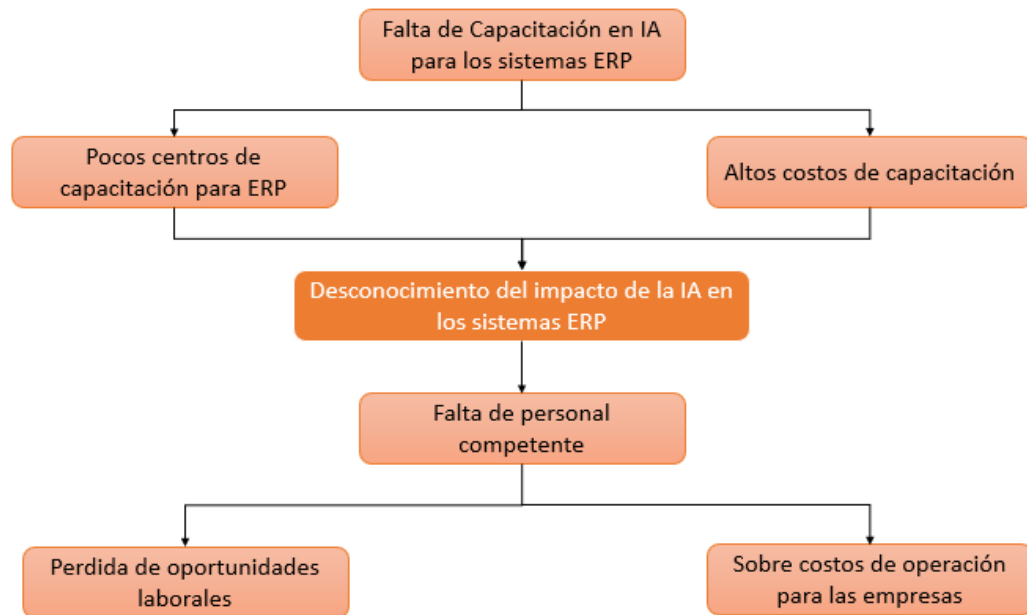 Falta de Capacitación en IA
para los sistemas ERP
Pocos centros de
capacitación para ERP
Altos costos de capacitación
Desconocimiento del impacto de la IA en
los sistemas ERP
Falta de personal
competente
Perdida de oportunidades
laborales
Sobre costos de operación
para las empresas